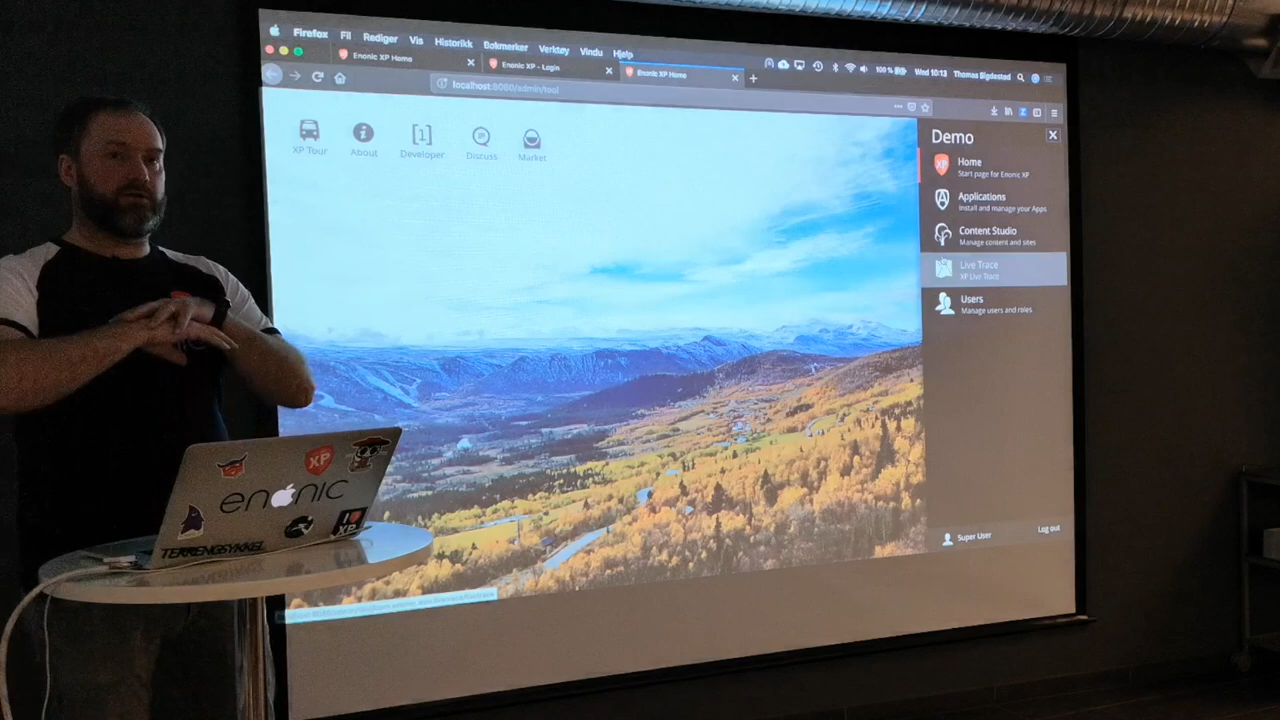 Firefox Fil Rediger Vis Historikk Bokmerker Verktøy Vindu Hjelp
100 % Wed 10:13 Thomas Bigdestad
Enonic XP Home
Enonic XP - Login
Enonic XP Home
localhost:8080/admin/tool
XP Tour
About
Developer
Discuss
Market
Demo
XP
Home
Start page for Enonic XP
Applications
Install and manage your Apps
Content Studio
Manage content and sites
Live Trace
XP Live Trace
Users
Manage users and roles
Super User
Log out
XP
enonic
I
XP
TERRENGSYKKEL